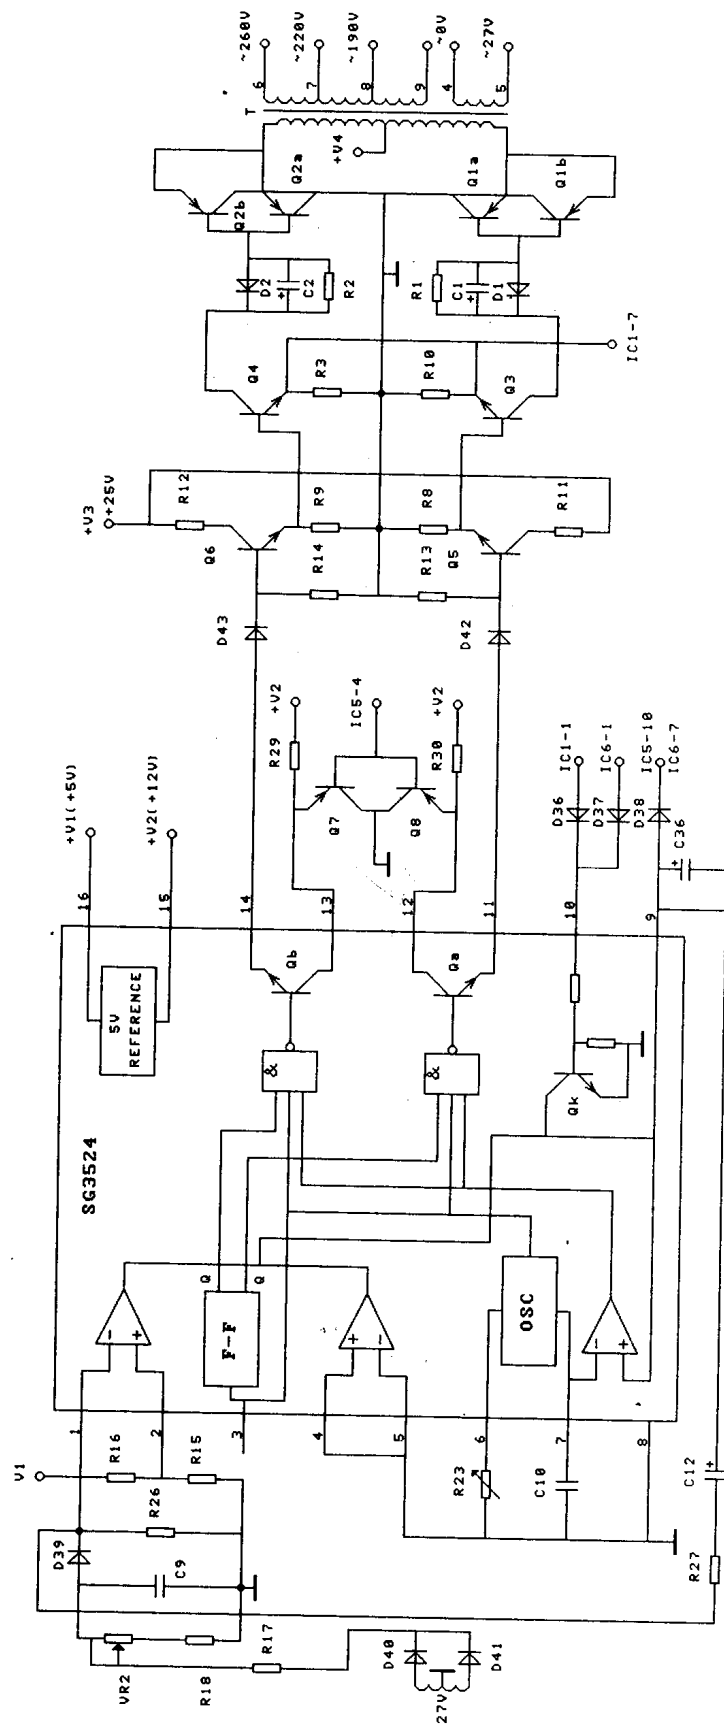 ~260V
~220V
~190V
~0V
~27V
6
7
8
9
4
5
T
+V4
Q2a
Q2b
Q1a
Q1b
D2
C2
R2
R1
C1
D1
Q4
R3
R10
Q3
IC1-7
+V3
+25V
R12
R9
R8
R11
Q6
R14
R13
Q5
D43
D42
+V2
IC5-4
+V2
R29
R30
Q7
Q8
+V1(+5V)
+V2(+12V)
16
15
14
13
12
11
10
9
IC1-1
IC6-1
IC5-10
IC6-7
D36
D37
D38
C36
5V
REFERENCE
Qb
Qa
&
&
Qk
SG3524
Q
Q
F-F
OSC
-
+
+
-
-
+
1
2
3
4
5
6
7
8
V1
R16
R15
R26
D39
C9
R23
C10
C12
R27
VR2
R18
R17
D40
D41
27V